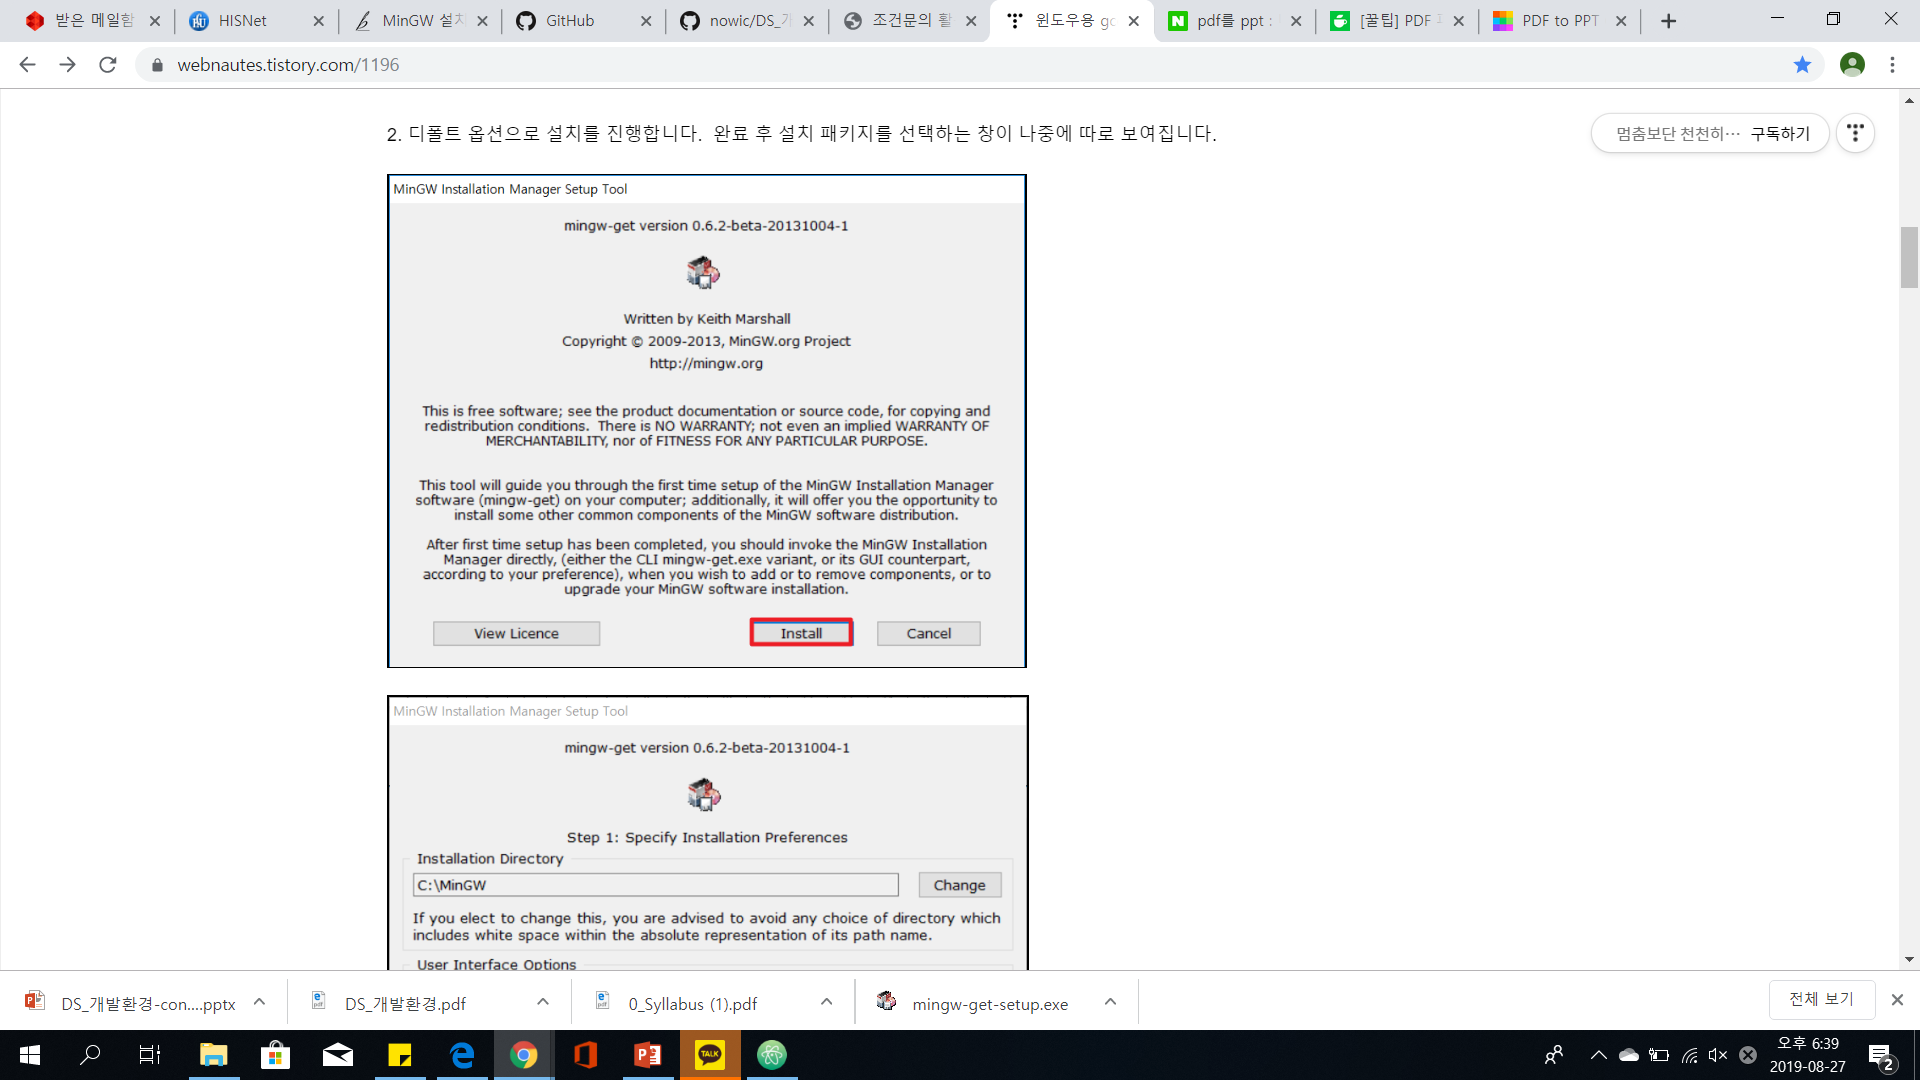 받은 메일함
HISNet
MinGW 설치
GitHub
nowic/DS_개
조건문의 활
윈도우용 gc
pdf를 ppt :
[꿀팁] PDF
PDF to PPT
webnautes.tistory.com/1196
2. 디폴트 옵션으로 설치를 진행합니다.  완료 후 설치 패키지를 선택하는 창이 나중에 따로 보여집니다.
멈춤보단 천천히··· 구독하기
MinGW Installation Manager Setup Tool
mingw-get version 0.6.2-beta-20131004-1
Written by Keith Marshall
Copyright © 2009-2013, MinGW.org Project
http://mingw.org
This is free software; see the product documentation or source code, for copying and
redistribution conditions.  There is NO WARRANTY; not even an implied WARRANTY OF
MERCHANTABILITY, nor of FITNESS FOR ANY PARTICULAR PURPOSE.
This tool will guide you through the first time setup of the MinGW Installation Manager
software (mingw-get) on your computer; additionally, it will offer you the opportunity to
install some other common components of the MinGW software distribution.
After first time setup has been completed, you should invoke the MinGW Installation
Manager directly, (either the CLI mingw-get.exe variant, or its GUI counterpart,
according to your preference), when you wish to add or to remove components, or to
upgrade your MinGW software installation.
View Licence
Install
Cancel
MinGW Installation Manager Setup Tool
mingw-get version 0.6.2-beta-20131004-1
Step 1: Specify Installation Preferences
Installation Directory
C:\MinGW
Change
If you elect to change this, you are advised to avoid any choice of directory which
includes white space within the absolute representation of its path name.
User Interface Options
DS_개발환경-con....pptx
DS_개발환경.pdf
0_Syllabus (1).pdf
mingw-get-setup.exe
전체 보기
TALK
오후 6:39
2019-08-27
2